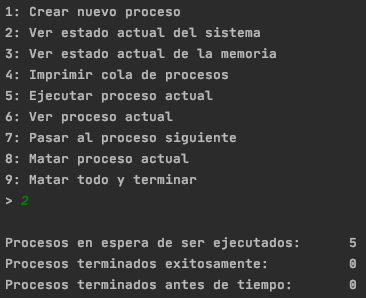 1: Crear nuevo proceso
2: Ver estado actual del sistema
3: Ver estado actual de la memoria
4: Imprimir cola de procesos
5: Ejecutar proceso actual
6: Ver proceso actual
7: Pasar al proceso siguiente
8: Matar proceso actual
9: Matar todo y terminar
> 2
Procesos en espera de ser ejecutados: 5
Procesos terminados exitosamente: 0
Procesos terminados antes de tiempo: 0